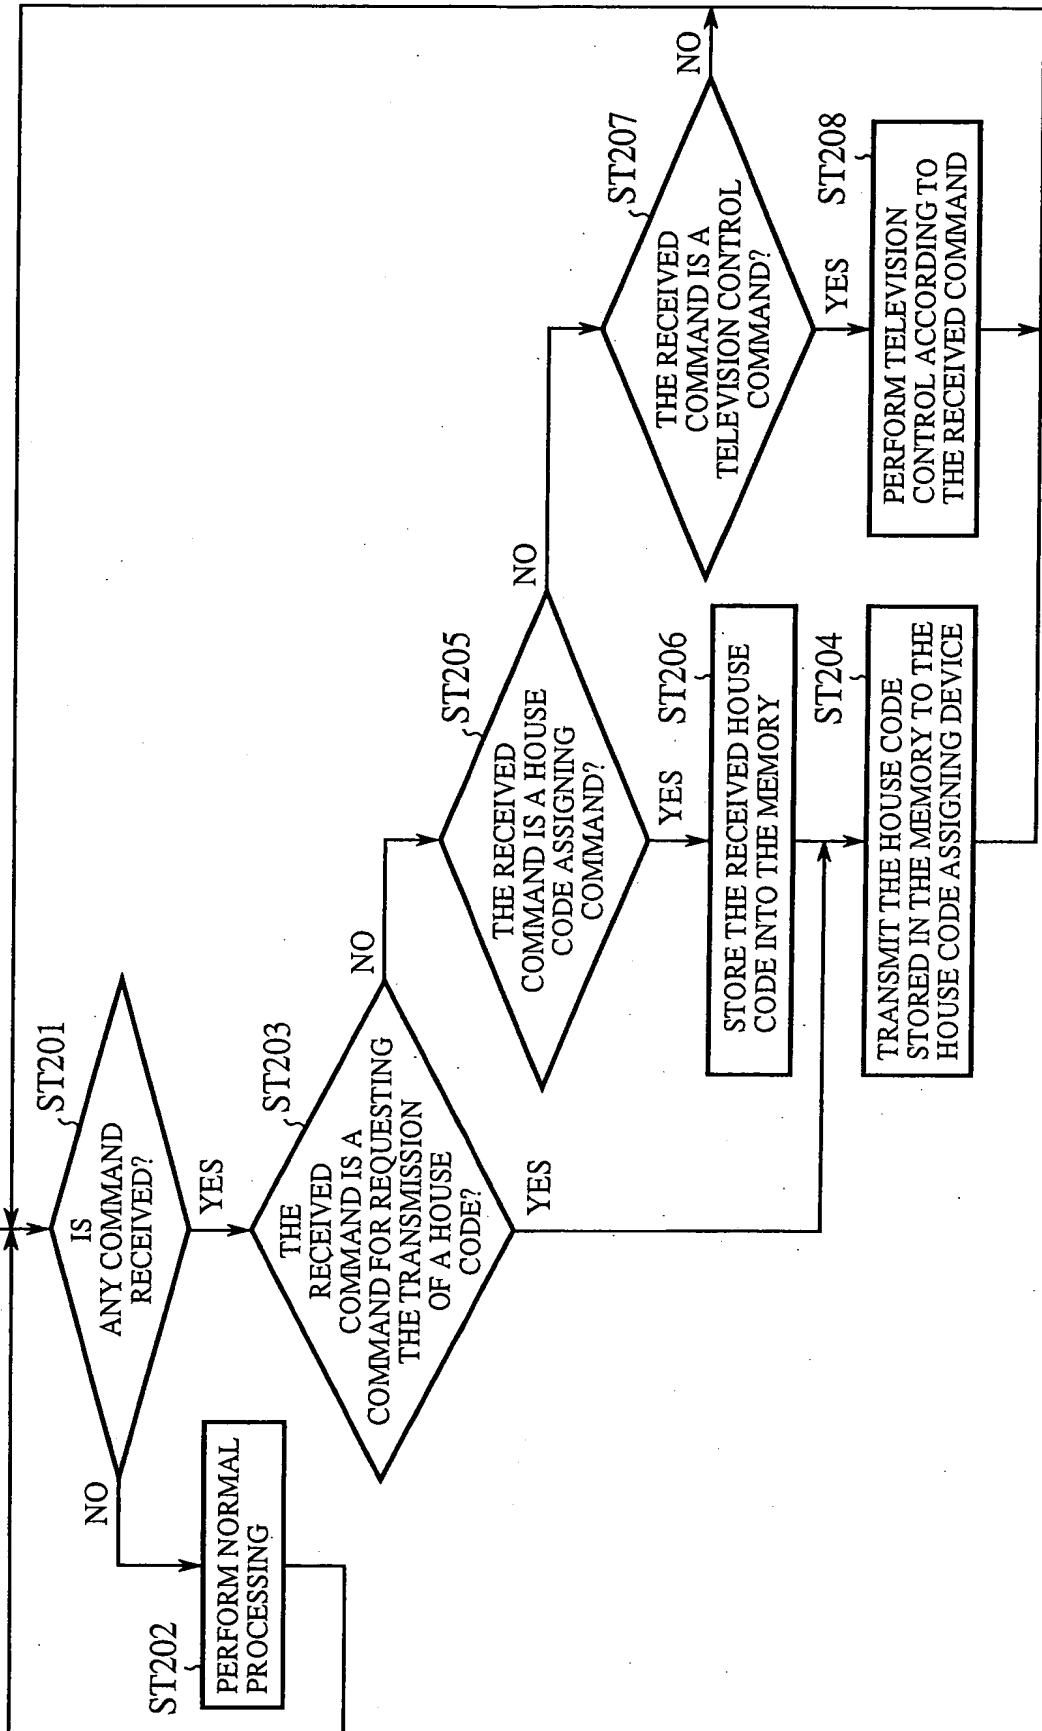 ST201
IS
ANY COMMAND
RECEIVED?
NO
YES
ST202
PERFORM NORMAL
PROCESSING
ST203
THE
RECEIVED
COMMAND IS A
COMMAND FOR REQUESTING
THE TRANSMISSION
OF A HOUSE
CODE?
NO
YES
ST205
THE RECEIVED
COMMAND IS A HOUSE
CODE ASSIGNING
COMMAND?
NO
YES
ST206
STORE THE RECEIVED HOUSE
CODE INTO THE MEMORY
ST204
TRANSMIT THE HOUSE CODE
STORED IN THE MEMORY TO THE
HOUSE CODE ASSIGNING DEVICE
ST207
THE RECEIVED
COMMAND IS A
TELEVISION CONTROL
COMMAND?
NO
YES
ST208
PERFORM TELEVISION
CONTROL ACCORDING TO
THE RECEIVED COMMAND